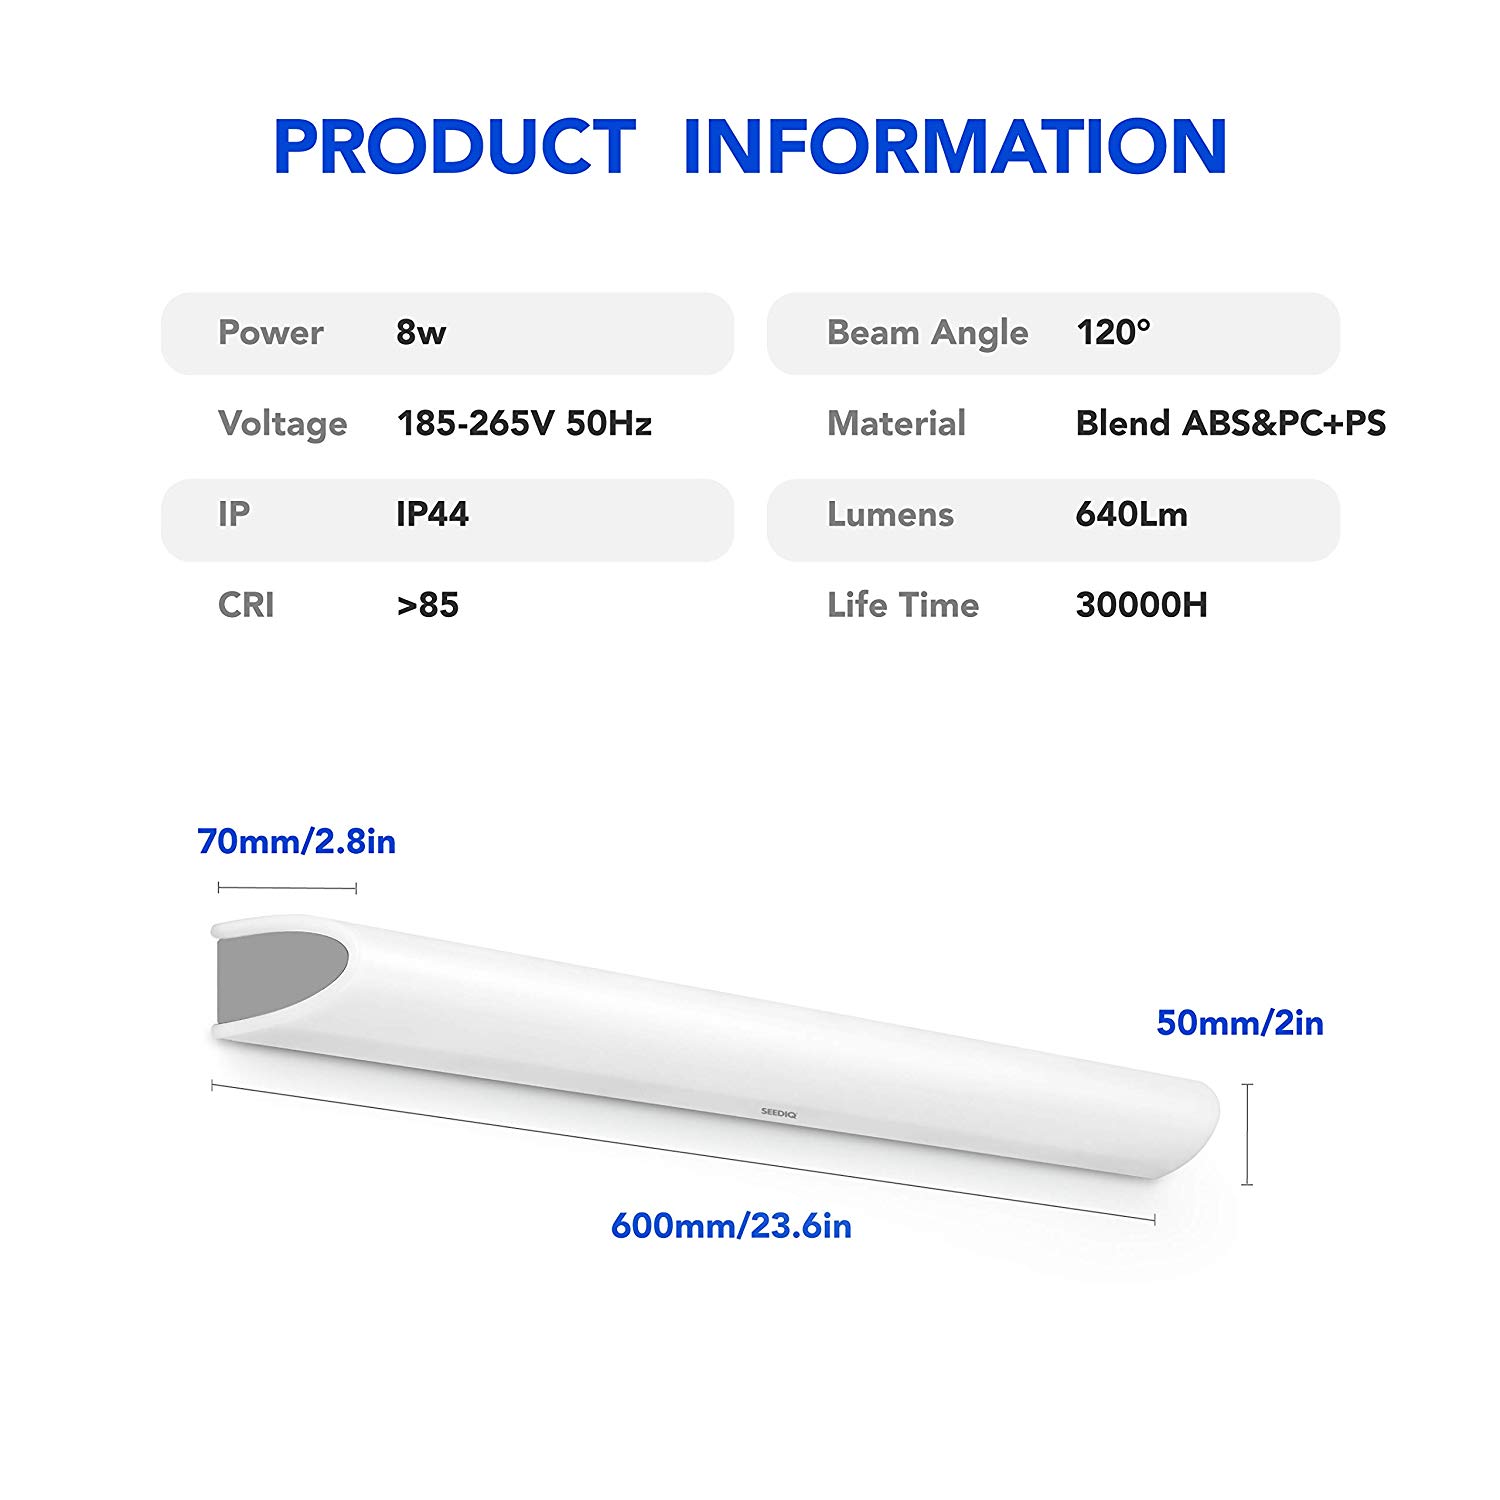 PRODUCT INFORMATION
Power 8w
Beam Angle 120°
Voltage 185-265V 50Hz
Material Blend ABS&PC+PS
IP IP44
Lumens 640Lm
CRI >85
Life Time 30000H
70mm/2.8in
50mm/2in
SEEDIQ
600mm/23.6in